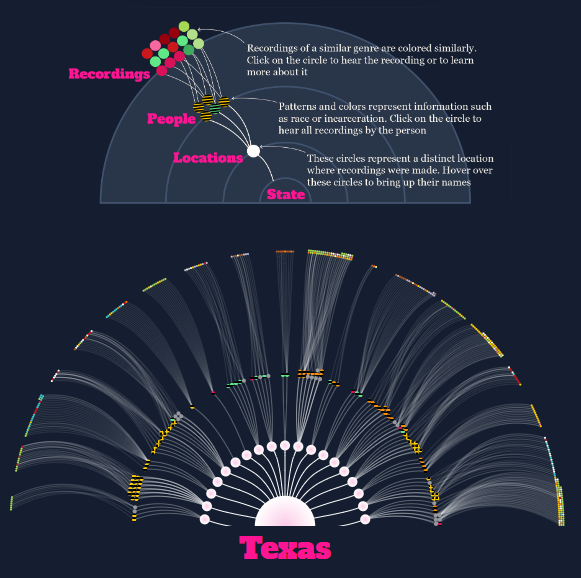 Recordings of a similar genre are colored similarly.
Click on the circle to hear the recording or to learn
more about it
Recordings
Patterns and colors represent information such
as race or incarceration. Click on the circle to
hear all recordings by the person
People
Locations
These circles represent a distinct location
where recordings were made. Hover over
these circles to bring up their names
State
Texas